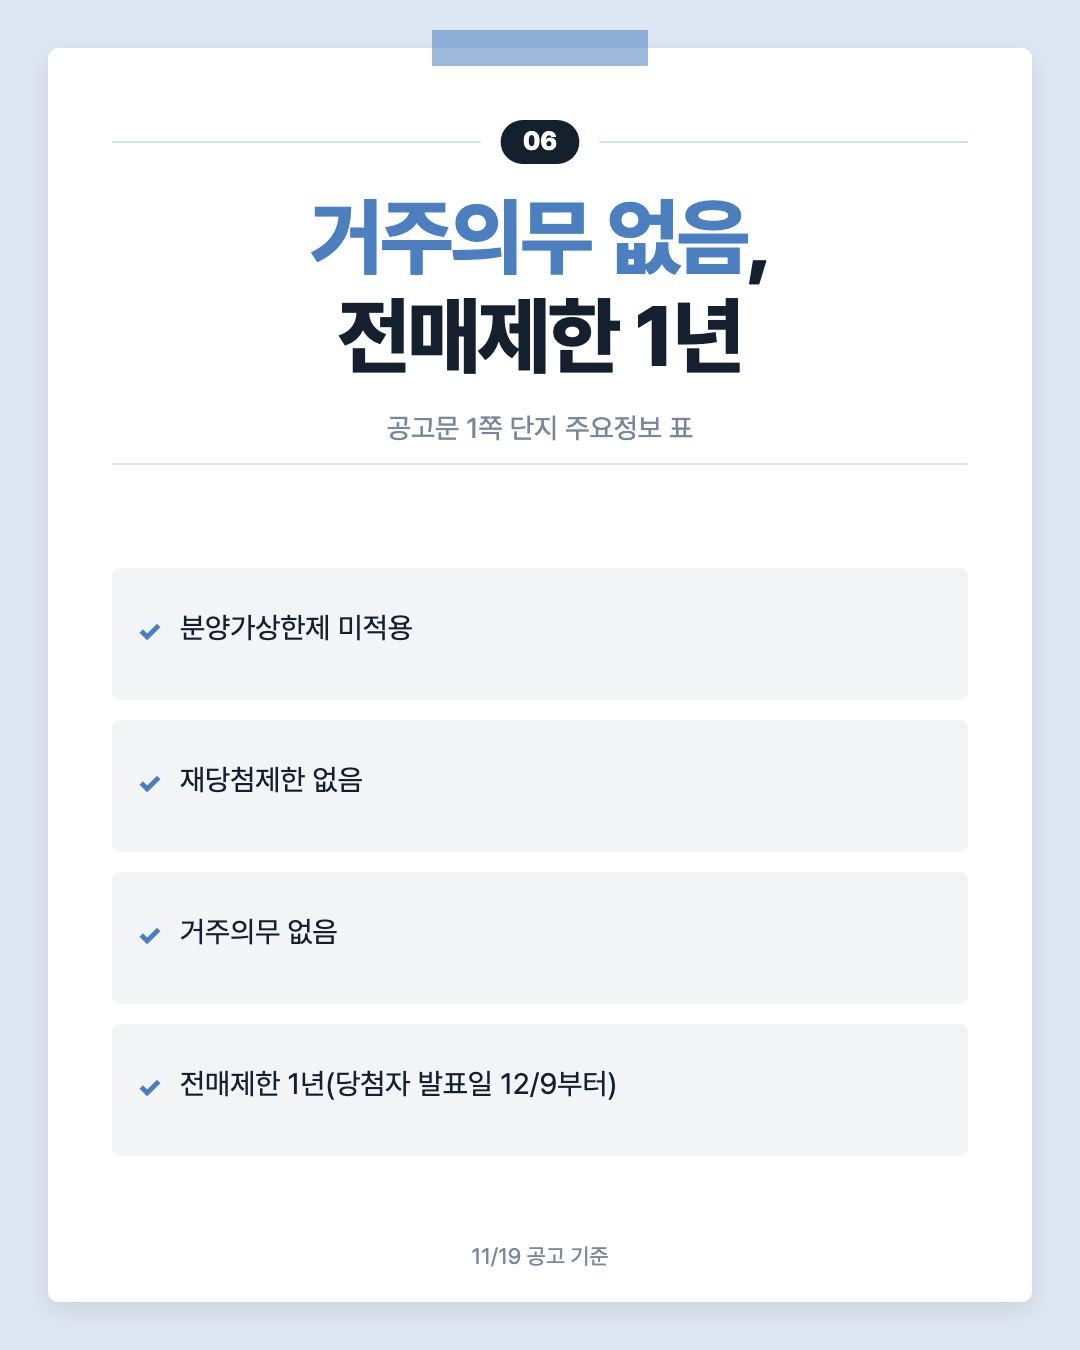 06
거주의무 없음,
전매제한 1년
공고문 1쪽 단지 주요정보 표
분양가상한제 미적용
재당첨제한 없음
거주의무 없음
전매제한 1년(당첨자 발표일 12/9부터)
11/19 공고 기준